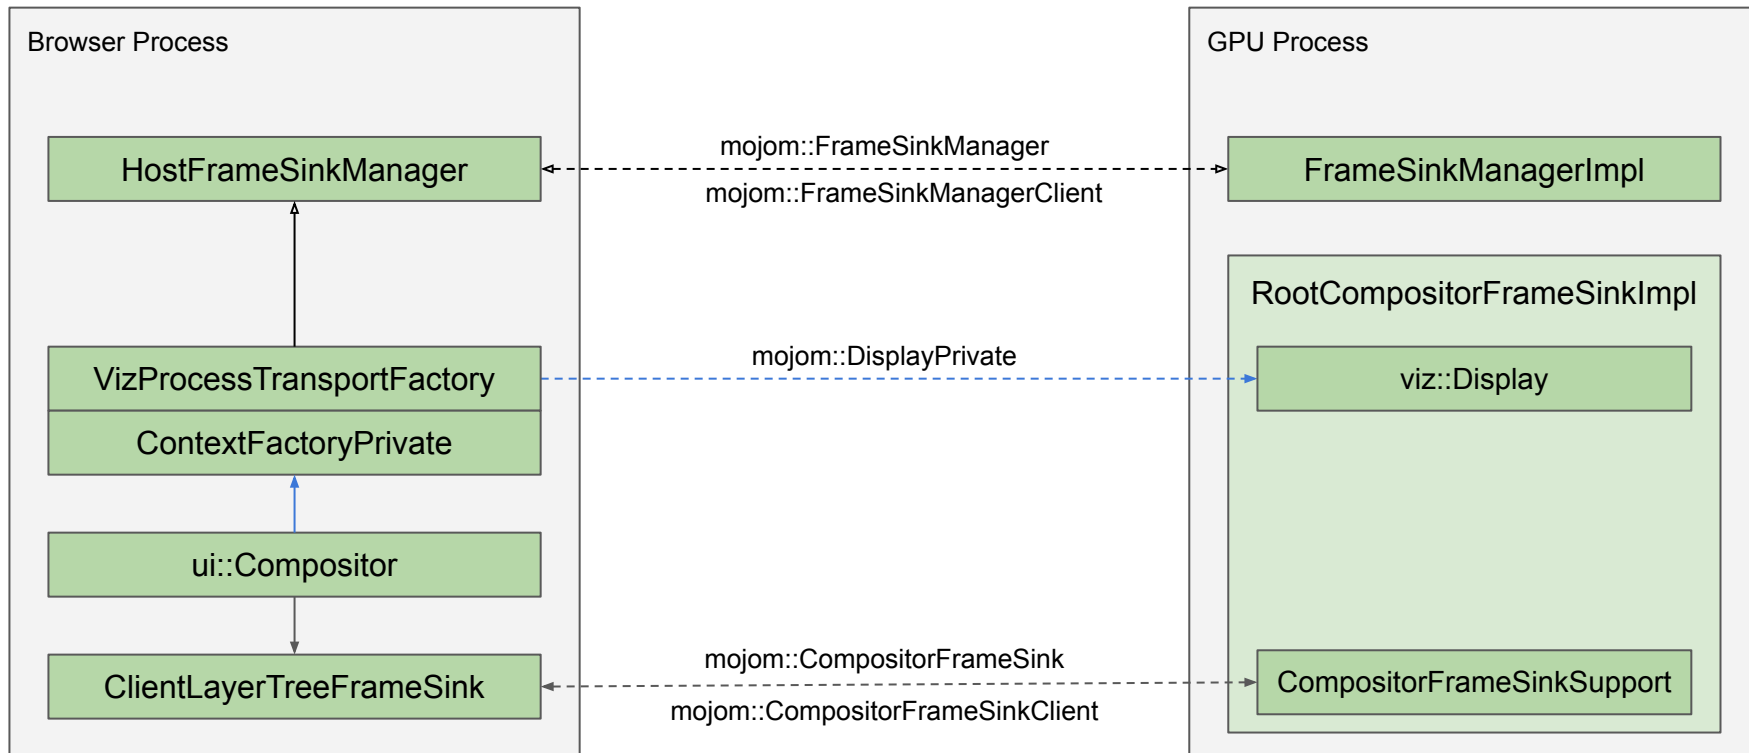 Browser Process
GPU Process
HostFrameSinkManager
mojom::FrameSinkManager
mojom::FrameSinkManagerClient
FrameSinkManagerImpl
RootCompositorFrameSinkImpl
VizProcessTransportFactory
mojom::DisplayPrivate
viz::Display
ContextFactoryPrivate
ui::Compositor
ClientLayerTreeFrameSink
mojom::CompositorFrameSink
mojom::CompositorFrameSinkClient
CompositorFrameSinkSupport